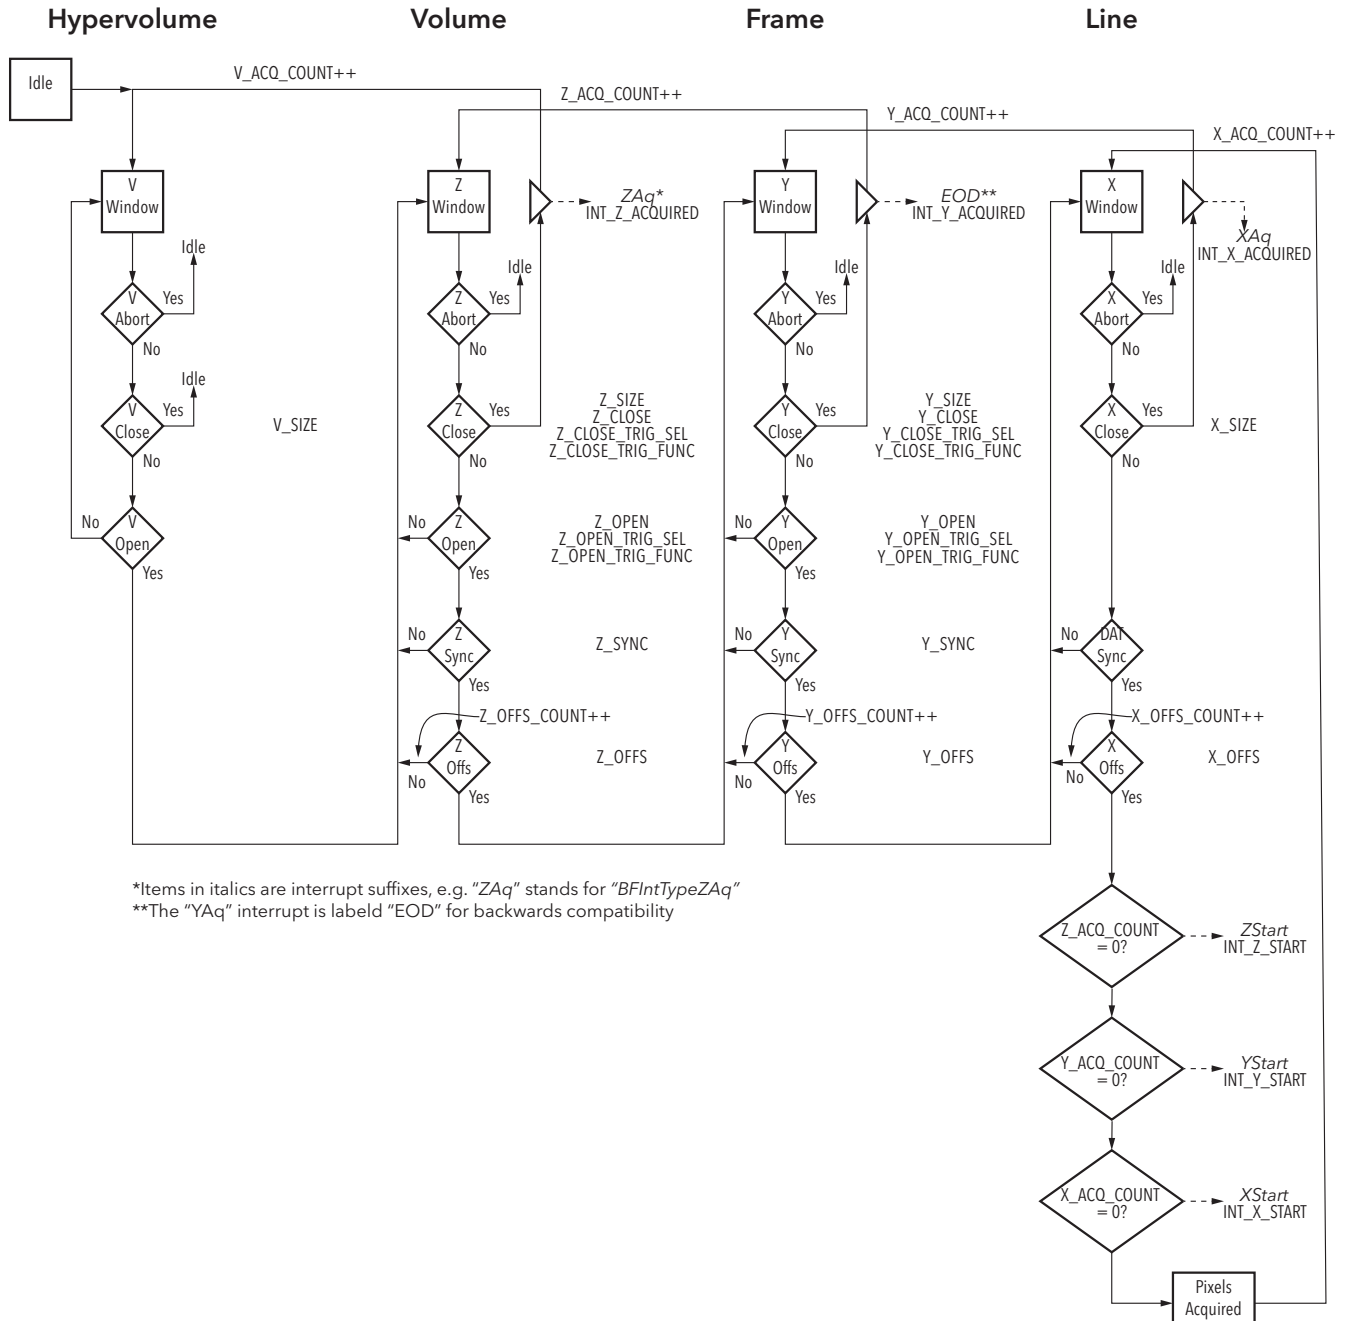 Hypervolume
Volume
Frame
Line
Idle
V_ACQ_COUNT++
Z_ACQ_COUNT++
Y_ACQ_COUNT++
X_ACQ_COUNT++
V
Window
Idle
V
Abort
Yes
No
Idle
V
Close
Yes
No
V_SIZE
V
Open
No
Yes
Z
Window
ZAq*
INT_Z_ACQUIRED
Idle
Z
Abort
Yes
No
Z
Close
Yes
No
Z_SIZE
Z_CLOSE
Z_CLOSE_TRIG_SEL
Z_CLOSE_TRIG_FUNC
Z
Open
No
Yes
Z_OPEN
Z_OPEN_TRIG_SEL
Z_OPEN_TRIG_FUNC
Z
Sync
No
Yes
Z_SYNC
Z_OFFS_COUNT++
Z
Offs
No
Yes
Z_OFFS
Y
Window
EOD**
INT_Y_ACQUIRED
Idle
Y
Abort
Yes
No
Y
Close
Yes
No
Y_SIZE
Y_CLOSE
Y_CLOSE_TRIG_SEL
Y_CLOSE_TRIG_FUNC
Y
Open
No
Yes
Y_OPEN
Y_OPEN_TRIG_SEL
Y_OPEN_TRIG_FUNC
Y
Sync
No
Yes
Y_SYNC
Y_OFFS_COUNT++
Y
Offs
No
Yes
Y_OFFS
X
Window
XAq
INT_X_ACQUIRED
Idle
X
Abort
Yes
No
X
Close
Yes
No
X_SIZE
DAT
Sync
No
Yes
X_OFFS_COUNT++
X
Offs
No
Yes
X_OFFS
*Items in italics are interrupt suffixes, e.g. "ZAq" stands for "BFIntTypeZAq"
**The "YAq" interrupt is labeld "EOD" for backwards compatibility
Z_ACQ_COUNT
= 0?
ZStart
INT_Z_START
Y_ACQ_COUNT
= 0?
YStart
INT_Y_START
X_ACQ_COUNT
= 0?
XStart
INT_X_START
Pixels
Acquired